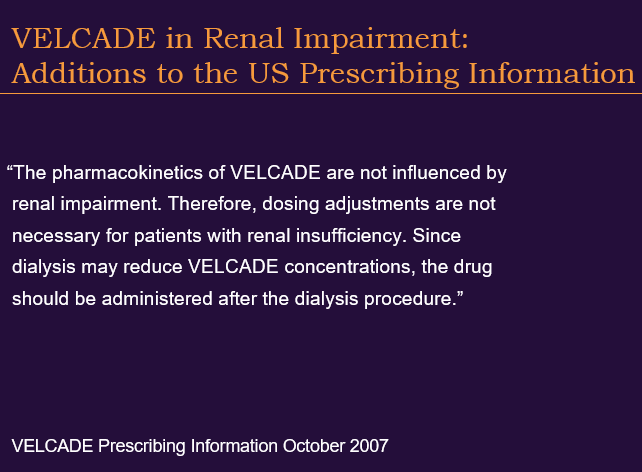 VELCADE in Renal Impairment:
Additions to the US Prescribing Information
“The pharmacokinetics of VELCADE are not influenced by
renal impairment. Therefore, dosing adjustments are not
necessary for patients with renal insufficiency. Since
dialysis may reduce VELCADE concentrations, the drug
should be administered after the dialysis procedure.”
VELCADE Prescribing Information October 2007